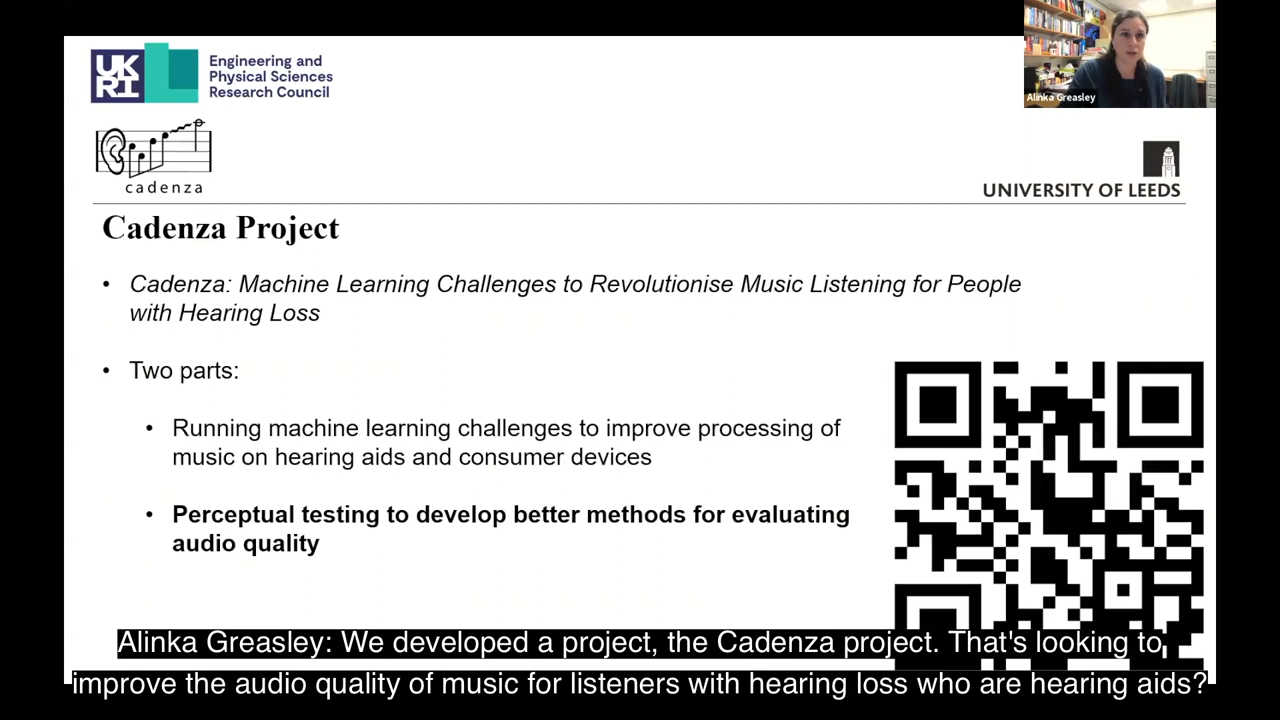 UK
RI
Engineering and
Physical Sciences
Research Council
Alinka Greasley
cadenza
UNIVERSITY OF LEEDS
Cadenza Project
• Cadenza: Machine Learning Challenges to Revolutionise Music Listening for People
with Hearing Loss
• Two parts:
• Running machine learning challenges to improve processing of
music on hearing aids and consumer devices
• Perceptual testing to develop better methods for evaluating
audio quality
Alinka Greasley: We developed a project, the Cadenza project. That's looking to
improve the audio quality of music for listeners with hearing loss who are hearing aids?